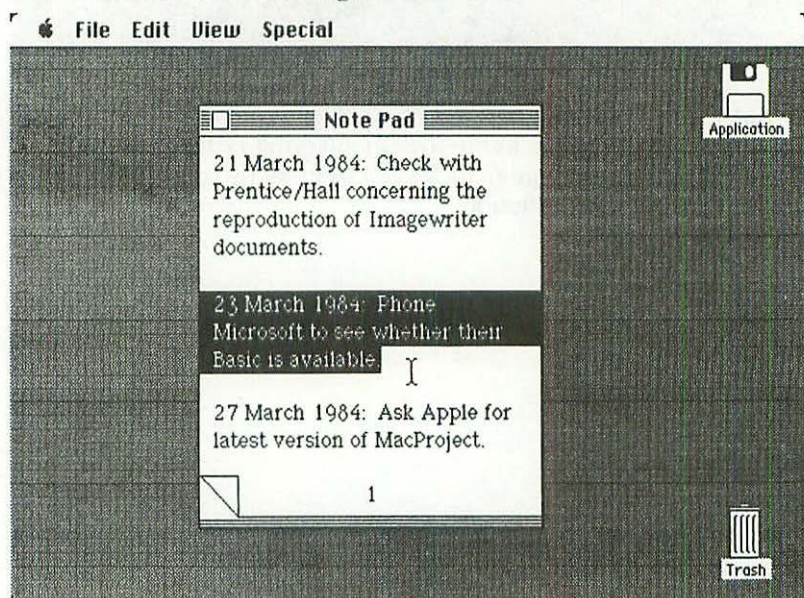 File Edit View Special
Application
Note Pad
21 March 1984: Check with
Prentice/Hall concerning the
reproduction of Imagewriter
documents.
23 March 1984: Phone
Microsoft to see whether their
Basic is available.
27 March 1984: Ask Apple for
latest version of MacProject.
1
Trash